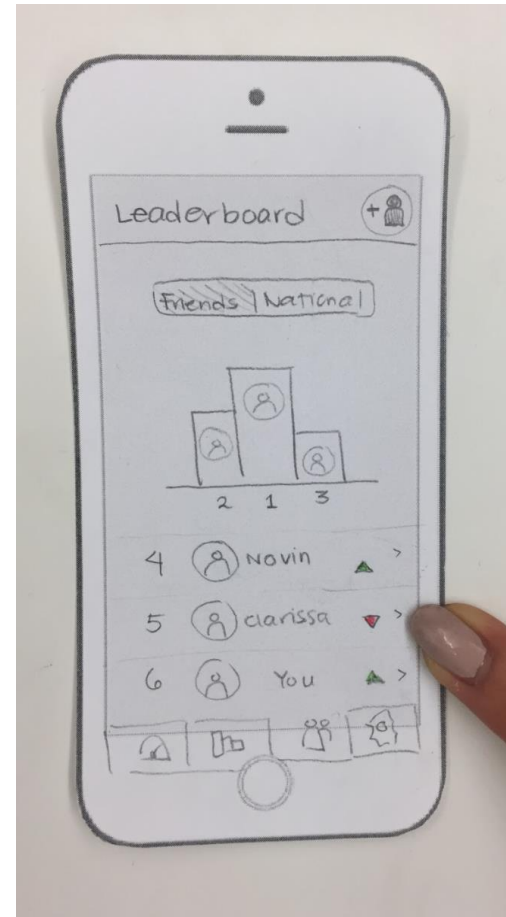 Leaderboard +
Friends National
2 1 3
4 Novin >
5 Clarissa >
6 You >